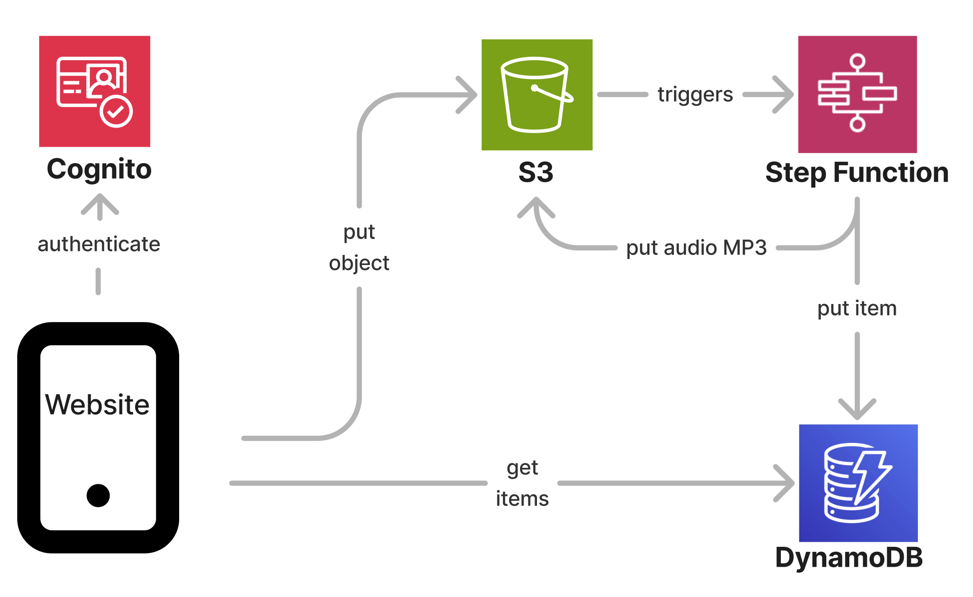 Cognito
authenticate
Website
put
object
S3
triggers
Step Function
put audio MP3
put item
get
items
DynamoDB